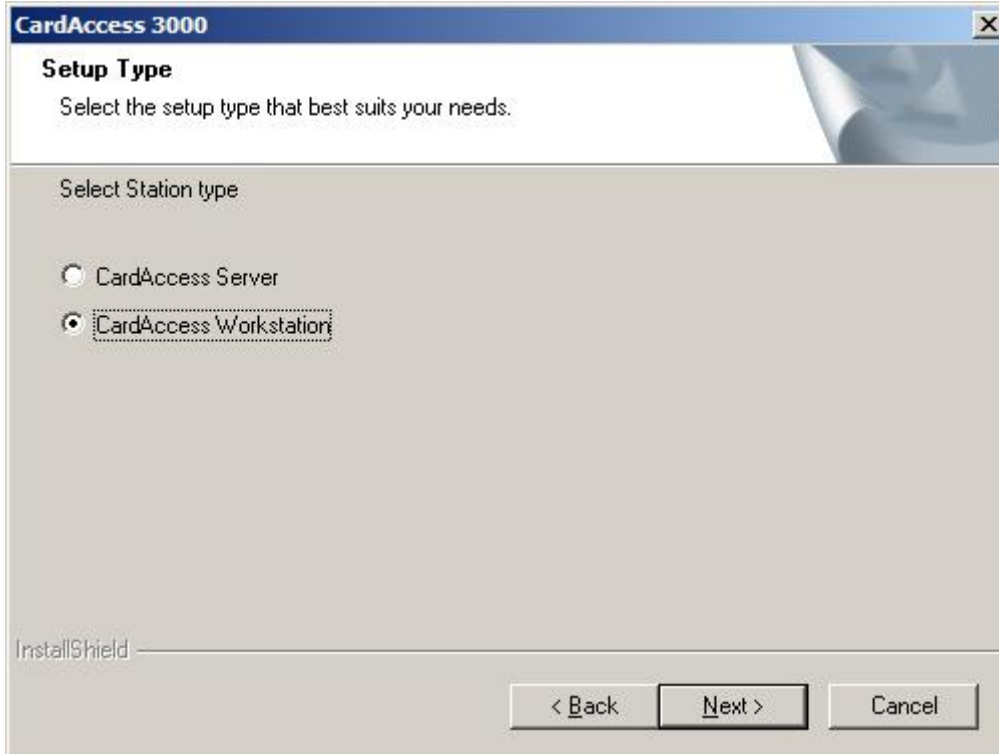 CardAccess 3000
Setup Type
Select the setup type that best suits your needs.
Select Station type
CardAccess Server
CardAccess Workstation
InstallShield
< Back
Next >
Cancel